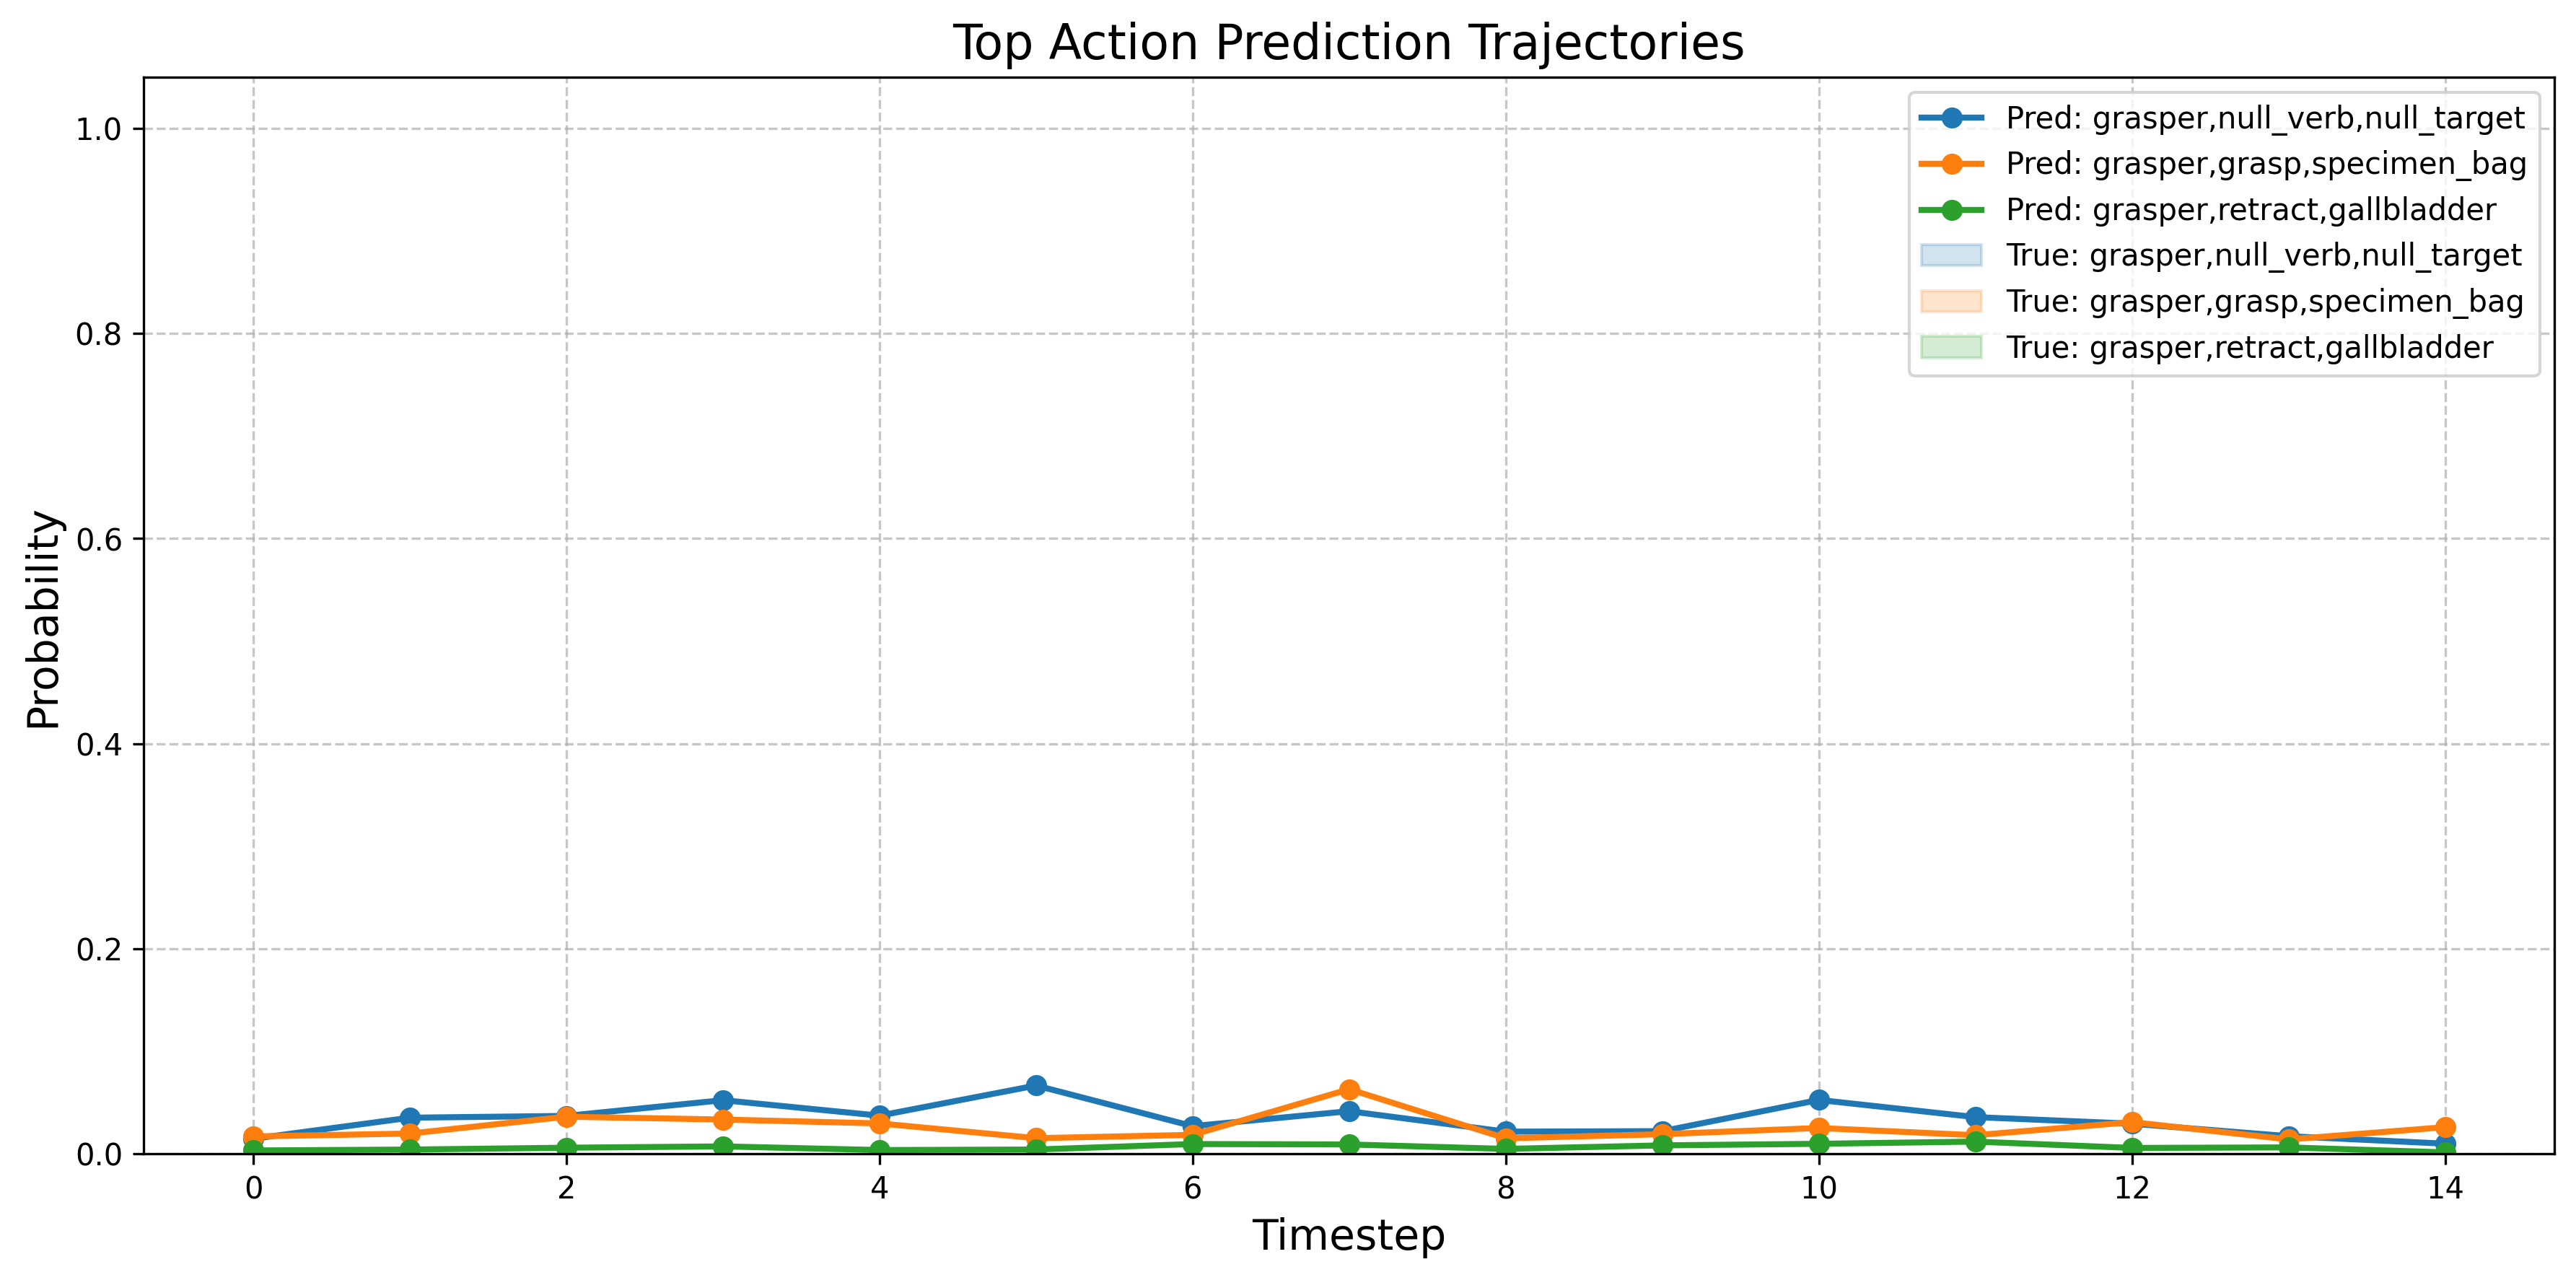 Top Action Prediction Trajectories
Probability
1.0
0.8
0.6
0.4
0.2
0.0
Pred: grasper,null_verb,null_target
Pred: grasper,grasp,specimen_bag
Pred: grasper,retract,gallbladder
True: grasper,null_verb,null_target
True: grasper,grasp,specimen_bag
True: grasper,retract,gallbladder
0 2 4 6 8 10 12 14
Timestep